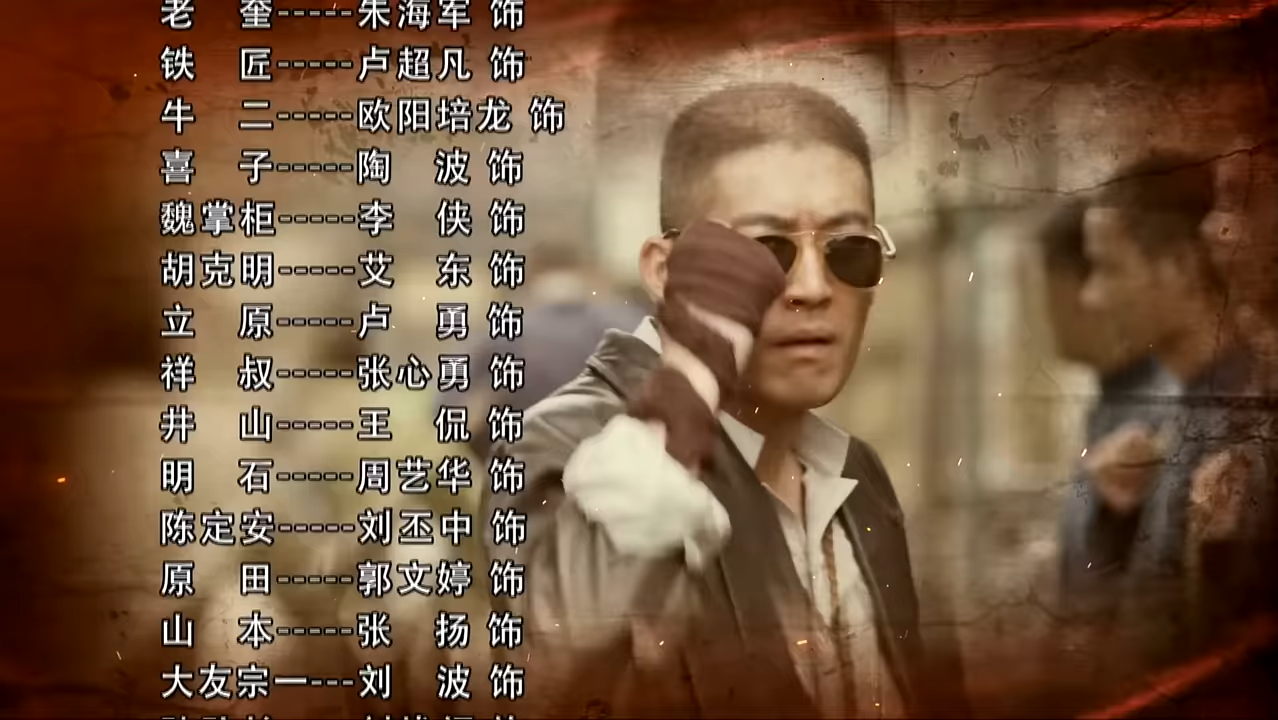 老 奎-----朱海军 饰
铁 匠-----卢超凡 饰
牛 二-----欧阳培龙 饰
喜 子-----陶 波 饰
魏掌柜-----李 侠 饰
胡克明-----艾 东 饰
立 原-----卢 勇 饰
祥 叔-----张心勇 饰
井 山-----王 侃 饰
明 石-----周艺华 饰
陈定安-----刘丕中 饰
原 田-----郭文婷 饰
山 本-----张 扬 饰
大友宗一---刘 波 饰